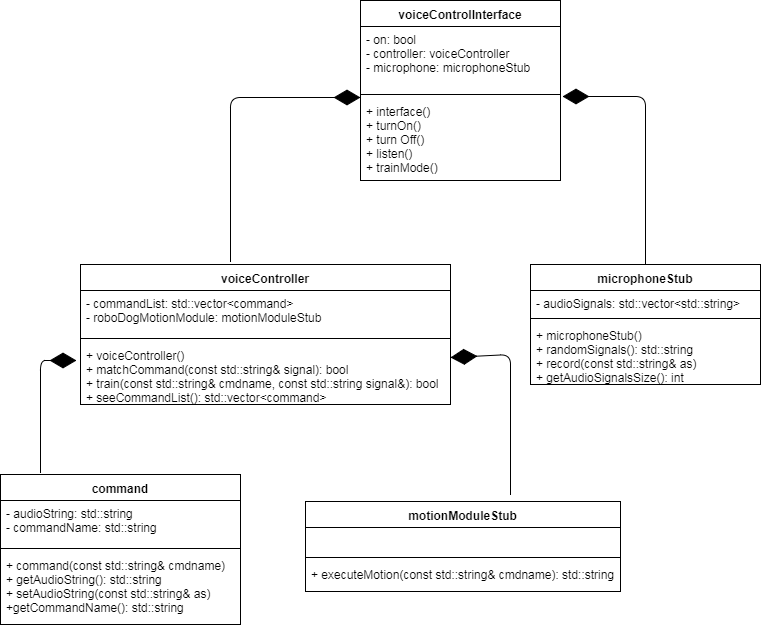 voiceControlInterface
- on: bool
- controller: voiceController
- microphone: microphoneStub
+ interface()
+ turnOn()
+ turn Off()
+ listen()
+ trainMode()
voiceController
- commandList: std::vector<command>
- roboDogMotionModule: motionModuleStub
+ voiceController()
+ matchCommand(const std::string& signal): bool
+ train(const std::string& cmdname, const std::string signal&): bool
+ seeCommandList(): std::vector<command>
microphoneStub
- audioSignals: std::vector<std::string>
+ microphoneStub()
+ randomSignals(): std::string
+ record(const std::string& as)
+ getAudioSignalsSize(): int
command
- audioString: std::string
- commandName: std::string
+ command(const std::string& cmdname)
+ getAudioString(): std::string
+ setAudioString(const std::string& as)
+getCommandName(): std::string
motionModuleStub
+ executeMotion(const std::string& cmdname): std::string